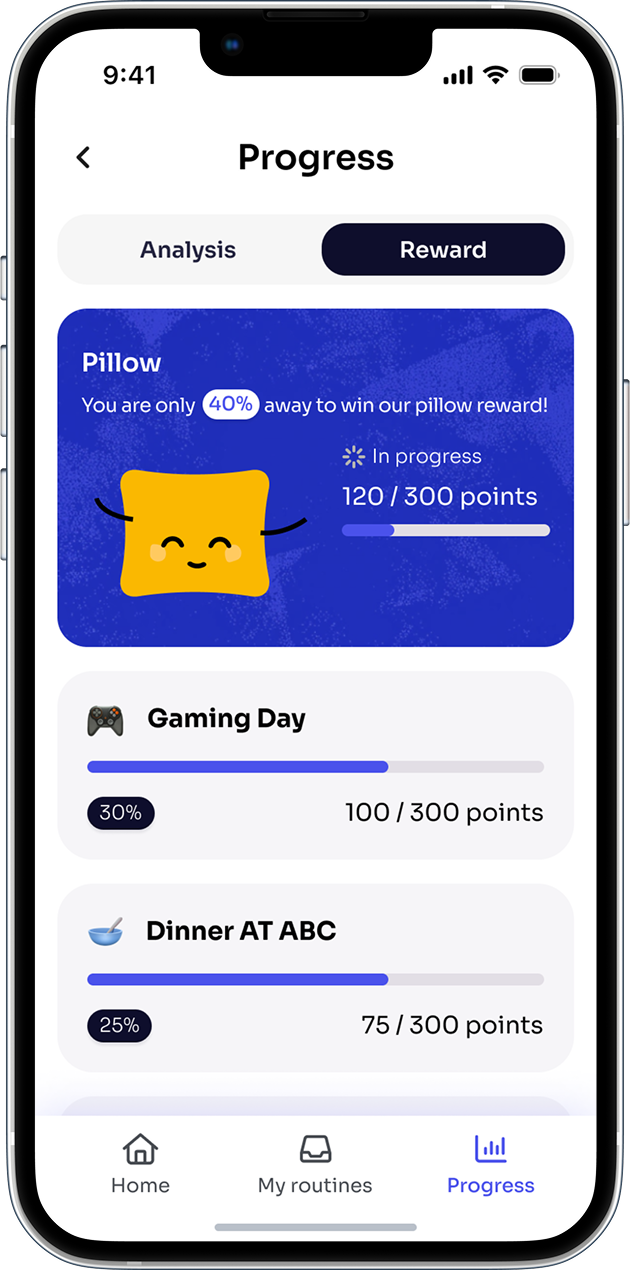 9:41
Progress
Analysis
Reward
Pillow
You are only 40% away to win our pillow reward!
In progress
120 / 300 points
Gaming Day
30%
100 / 300 points
Dinner AT ABC
25%
75 / 300 points
Home
My routines
Progress